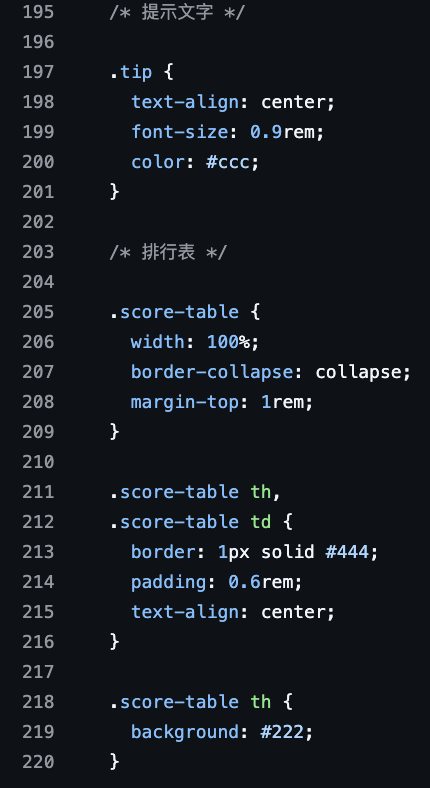 195 /* 提示文字 */
196
197 .tip {
198 text-align: center;
199 font-size: 0.9rem;
200 color: #ccc;
201 }
202
203 /* 排行表 */
204
205 .score-table {
206 width: 100%;
207 border-collapse: collapse;
208 margin-top: 1rem;
209 }
210
211 .score-table th,
212 .score-table td {
213 border: 1px solid #444;
214 padding: 0.6rem;
215 text-align: center;
216 }
217
218 .score-table th {
219 background: #222;
220 }